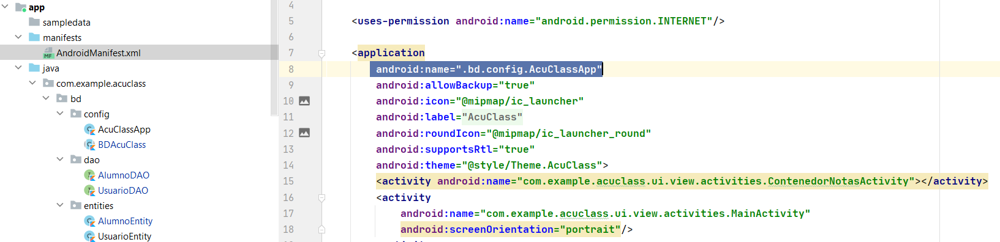 app
sampledata
manifests
MF AndroidManifest.xml
java
com.example.acuclass
bd
config
AcuClassApp
BDAcuClass
dao
AlumnoDAO
UsuarioDAO
entities
AlumnoEntity
UsuarioEntity
4
5 <uses-permission android:name="android.permission.INTERNET"/>
6
7 <application
8 android:name=".bd.config.AcuClassApp"
9 android:allowBackup="true"
10 android:icon="@mipmap/ic_launcher"
11 android:label="AcuClass"
12 android:roundIcon="@mipmap/ic_launcher_round"
13 android:supportsRtl="true"
14 android:theme="@style/Theme.AcuClass">
15 <activity android:name="com.example.acuclass.ui.view.activities.ContenedorNotasActivity"></activity>
16 <activity
17 android:name="com.example.acuclass.ui.view.activities.MainActivity"
18 android:screenOrientation="portrait"/>